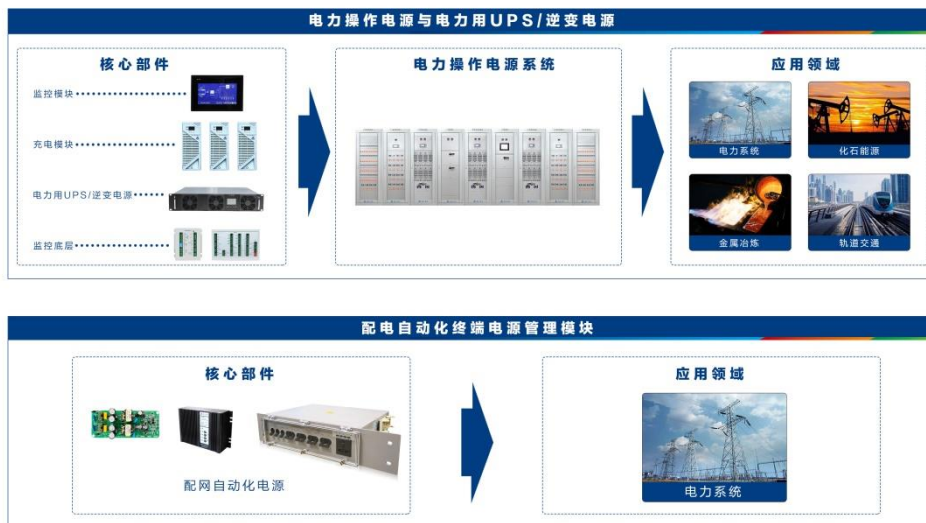 电力操作电源与电力用UPS/逆变电源
核心部件
监控模块
充电模块
电力用UPS/逆变电源
监控底层
电力操作电源系统
应用领域
电力系统
化石能源
金属冶炼
轨道交通
配电自动化终端电源管理模块
核心部件
配网自动化电源
应用领域
电力系统